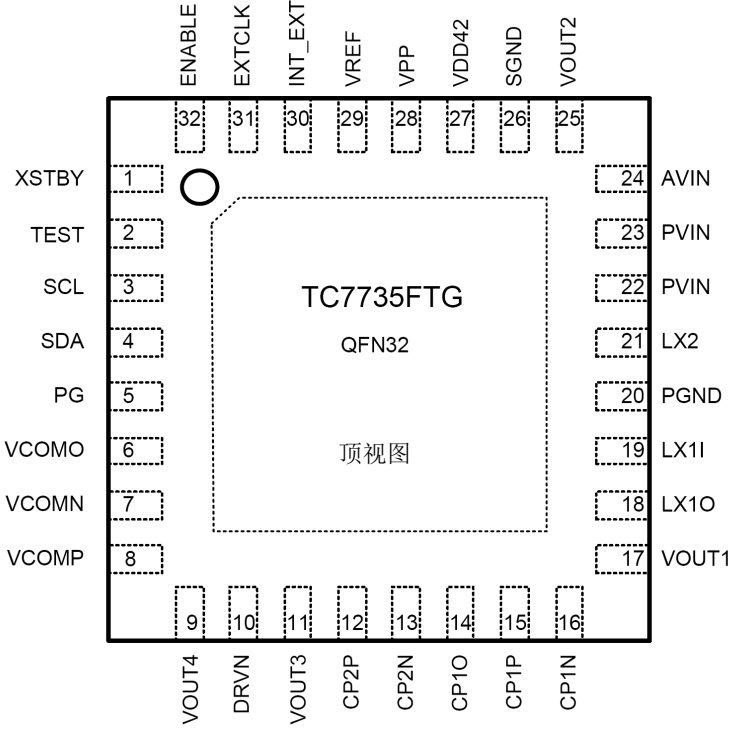 ENABLE
EXTCLK
INT_EXT
VREF
VPP
VDD42
SGND
VOUT2
32
31
30
29
28
27
26
25
XSTBY 1
24 AVIN
TEST 2
23 PVIN
SCL 3
22 PVIN
SDA 4
21 LX2
PG 5
20 PGND
VCOMO 6
19 LX1I
VCOMN 7
18 LX1O
VCOMP 8
17 VOUT1
TC7735FTG
QFN32
顶视图
9
10
11
12
13
14
15
16
VOUT4
DRVN
VOUT3
CP2P
CP2N
CP1O
CP1P
CP1N